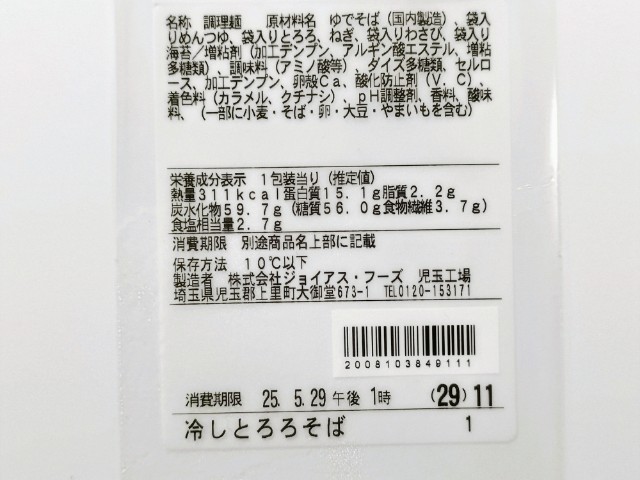 名称 調理麺 原材料名 ゆでそば（国内製造）、袋入
りめんつゆ、袋入りとろろ、ねぎ、袋入りわさび、袋入り
海苔／増粘剤（加工デンプン、アルギン酸エステル、増粘
多糖類）、調味料（アミノ酸等）、ダイズ多糖類、セルロ
ース、加工デンプン、卵殻Ｃａ、酸化防止剤（Ｖ．Ｃ）、
着色料（カラメル、クチナシ）、ｐＨ調整剤、香料、酸味
料、（一部に小麦・そば・卵・大豆・やまいもを含む）
栄養成分表示 １包装当り（推定値）
熱量３１１ｋｃａｌ蛋白質１５．１ｇ脂質２．２ｇ
炭水化物５９．７ｇ（糖質５６．０ｇ食物繊維３．７ｇ）
食塩相当量２．７ｇ
消費期限 別途商品名上部に記載
保存方法 １０℃以下
製造者 株式会社ジョイアス・フーズ 児玉工場
埼玉県児玉郡上里町大御堂673-1 TEL0120-153171
2008103849111
消費期限 25. 5.29 午後 1時 (29) 11
冷しとろろそば 1